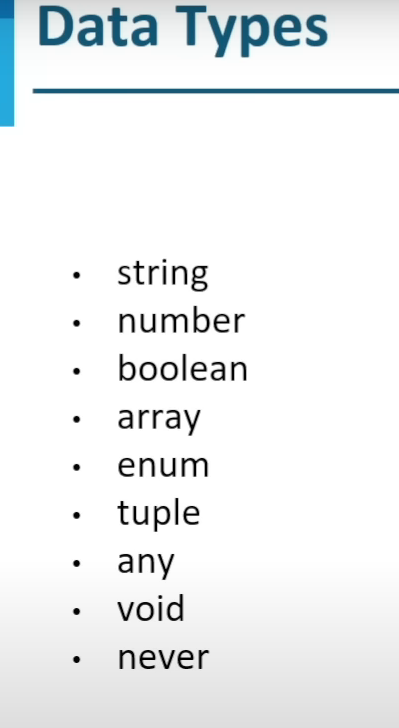 Data Types
• string
• number
• boolean
• array
• enum
• tuple
• any
• void
• never